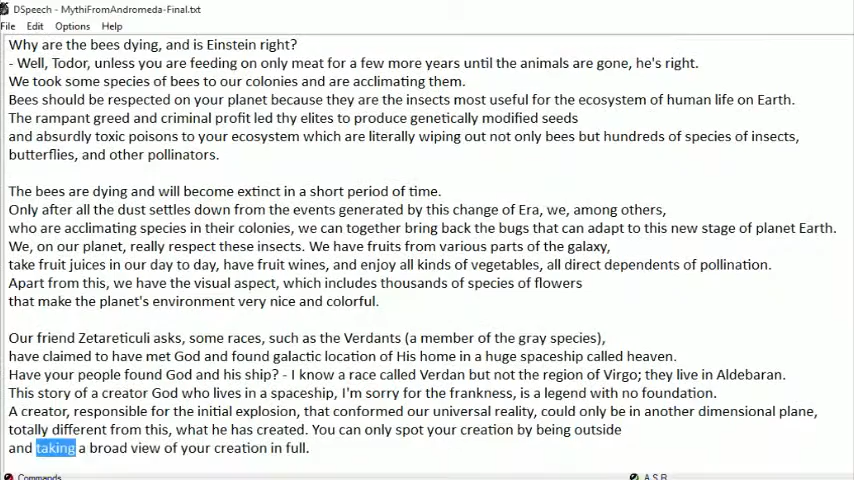 DSpeech - MythiFromAndromeda-Final.txt
File Edit Options Help
Why are the bees dying, and is Einstein right?
- Well, Todor, unless you are feeding on only meat for a few more years until the animals are gone, he's right.
We took some species of bees to our colonies and are acclimating them.
Bees should be respected on your planet because they are the insects most useful for the ecosystem of human life on Earth.
The rampant greed and criminal profit led thy elites to produce genetically modified seeds
and absurdly toxic poisons to your ecosystem which are literally wiping out not only bees but hundreds of species of insects,
butterflies, and other pollinators.
The bees are dying and will become extinct in a short period of time.
Only after all the dust settles down from the events generated by this change of Era, we, among others,
who are acclimating species in their colonies, we can together bring back the bugs that can adapt to this new stage of planet Earth.
We, on our planet, really respect these insects. We have fruits from various parts of the galaxy,
take fruit juices in our day to day, have fruit wines, and enjoy all kinds of vegetables, all direct dependents of pollination.
Apart from this, we have the visual aspect, which includes thousands of species of flowers
that make the planet's environment very nice and colorful.
Our friend Zetareticuli asks, some races, such as the Verdants (a member of the gray species),
have claimed to have met God and found galactic location of His home in a huge spaceship called heaven.
Have your people found God and his ship? - I know a race called Verdan but not the region of Virgo; they live in Aldebaran.
This story of a creator God who lives in a spaceship, I'm sorry for the frankness, is a legend with no foundation.
A creator, responsible for the initial explosion, that conformed our universal reality, could only be in another dimensional plane,
totally different from this, what he has created. You can only spot your creation by being outside
and taking a broad view of your creation in full.
Commands A.S.R.